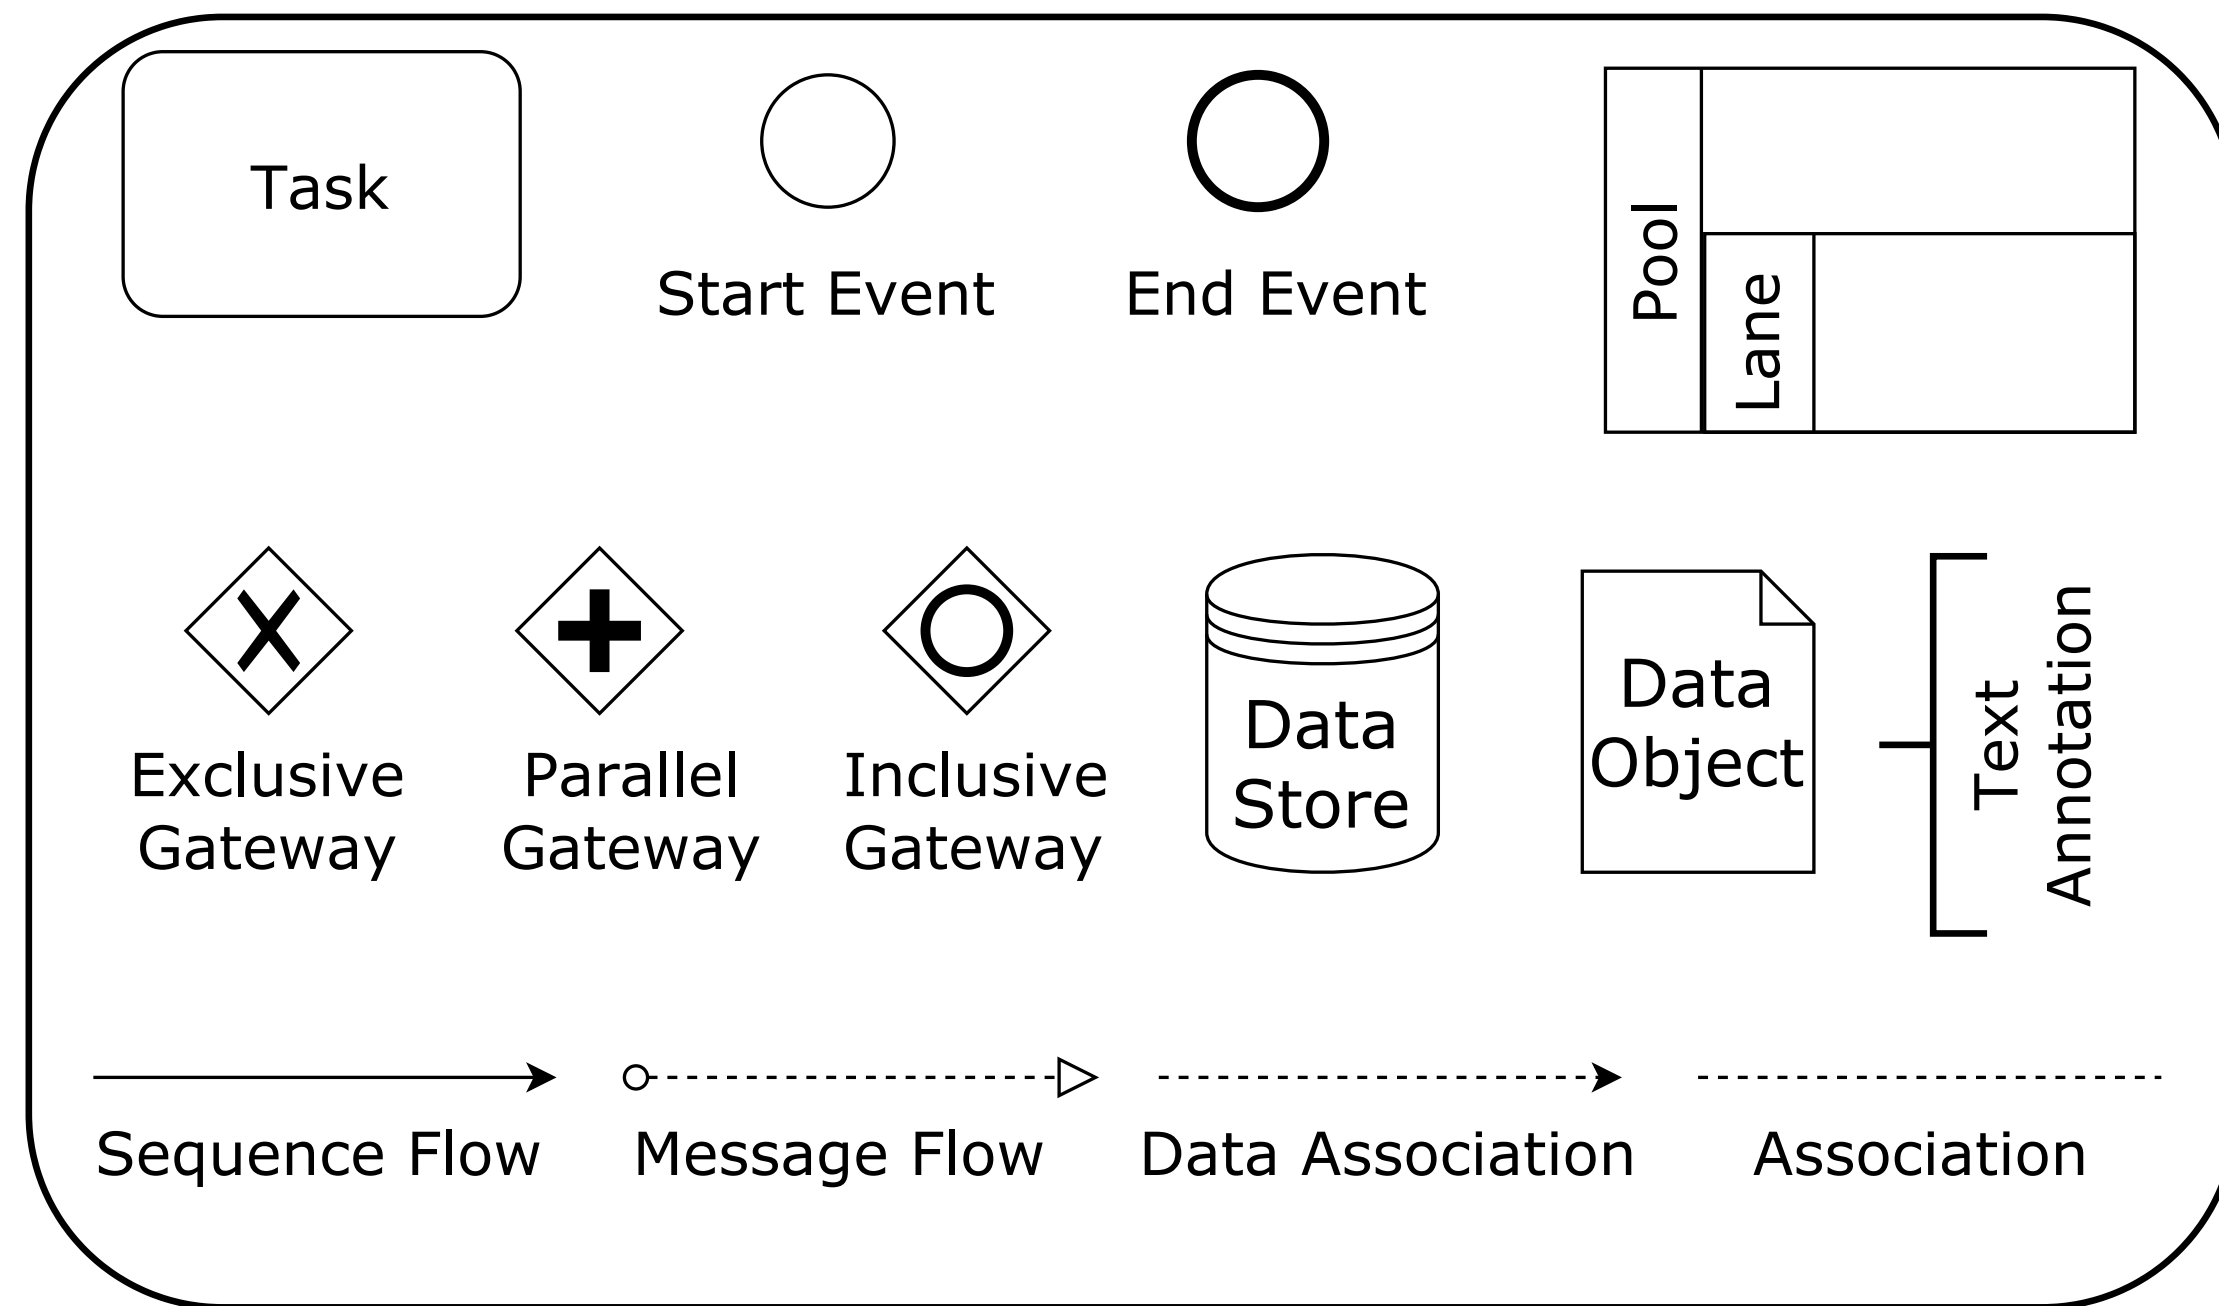 Task
Start Event
End Event
Pool
Lane
Exclusive
Gateway
Parallel
Gateway
Inclusive
Gateway
Data
Store
Data
Object
Text
Annotation
Sequence Flow
Message Flow
Data Association
Association